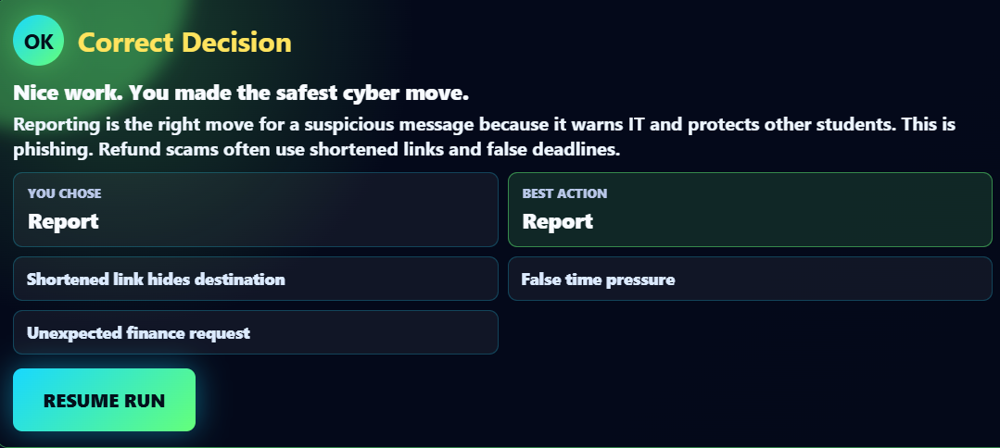 OK
Correct Decision
Nice work. You made the safest cyber move.
Reporting is the right move for a suspicious message because it warns IT and protects other students. This is
phishing. Refund scams often use shortened links and false deadlines.
YOU CHOSE
Report
BEST ACTION
Report
Shortened link hides destination
False time pressure
Unexpected finance request
RESUME RUN